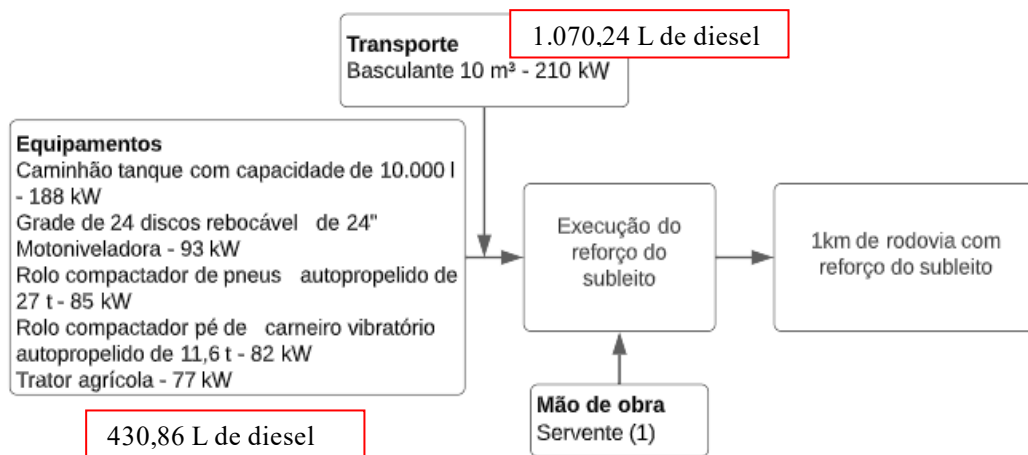 Transporte
Basculante 10 m³ - 210 kW
1.070,24 L de diesel
Equipamentos
Caminhão tanque com capacidade de 10.000 l
- 188 kW
Grade de 24 discos rebocável de 24"
Motoniveladora - 93 kW
Rolo compactador de pneus autopropelido de
27 t - 85 kW
Rolo compactador pé de carneiro vibratório
autopropelido de 11,6 t - 82 kW
Trator agrícola - 77 kW
430,86 L de diesel
Execução do
reforço do
subleito
1km de rodovia com
reforço do subleito
Mão de obra
Servente (1)